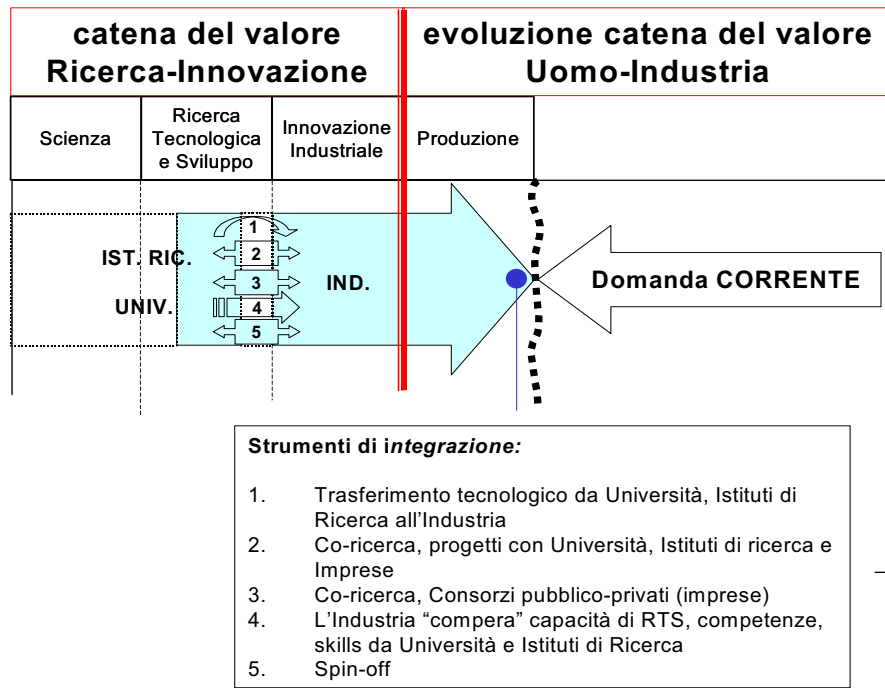 catena del valore
Ricerca-Innovazione
evoluzione catena del valore
Uomo-Industria
Scienza
Ricerca
Tecnologica
e Sviluppo
Innovazione
Industriale
Produzione
1
IST. RIC.
2
3
IND.
Domanda CORRENTE
UNIV.
4
5
Strumenti di integrazione:
1. Trasferimento tecnologico da Università, Istituti di
Ricerca all'Industria
2. Co-ricerca, progetti con Università, Istituti di ricerca e
Imprese
3. Co-ricerca, Consorzi pubblico-privati (imprese)
4. L'Industria “compera” capacità di RTS, competenze,
skills da Università e Istituti di Ricerca
5. Spin-off